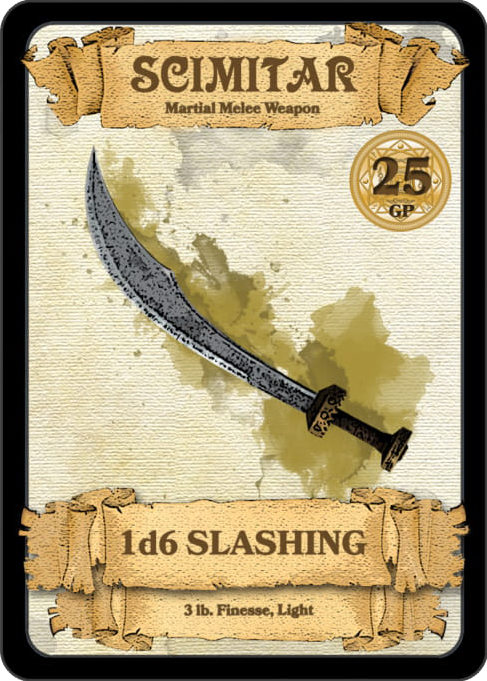 SCIMITAR
Martial Melee Weapon
25
GP
1d6 SLASHING
3 lb. Finesse, Light